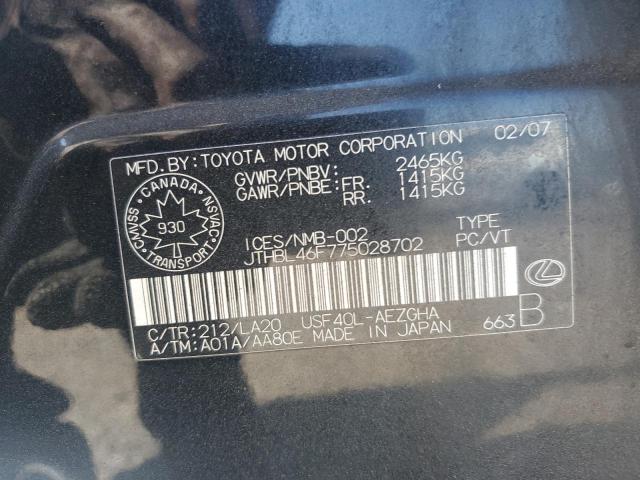 MFD.BY:TOYOTA MOTOR CORPORATION 02/07
GVWR/PNBV: 2465KG
GAWR/PNBE:FR: 1415KG
RR. 1415KG
CANADA
CMVSS NSVAC
930
TRANSPORT
ICES/NMB-002 TYPE
JTHBL46F775028702 PC/VT
C/TR:212/LA20 USF40L-AEZGHA
A/TM:A01A/AA80E MADE IN JAPAN 663 B